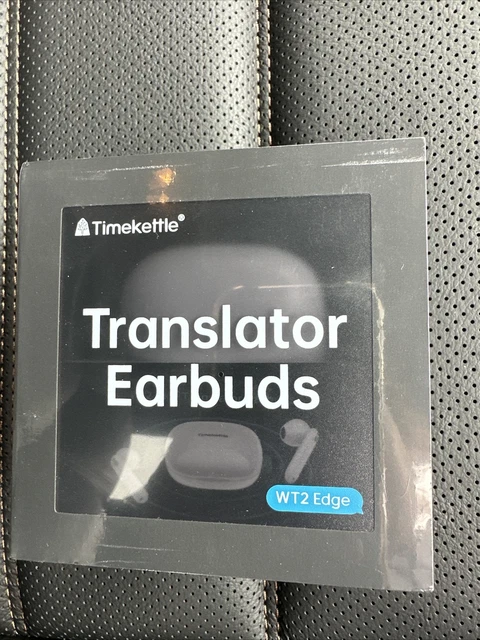 Timekettle®
Translator
Earbuds
WT2 Edge